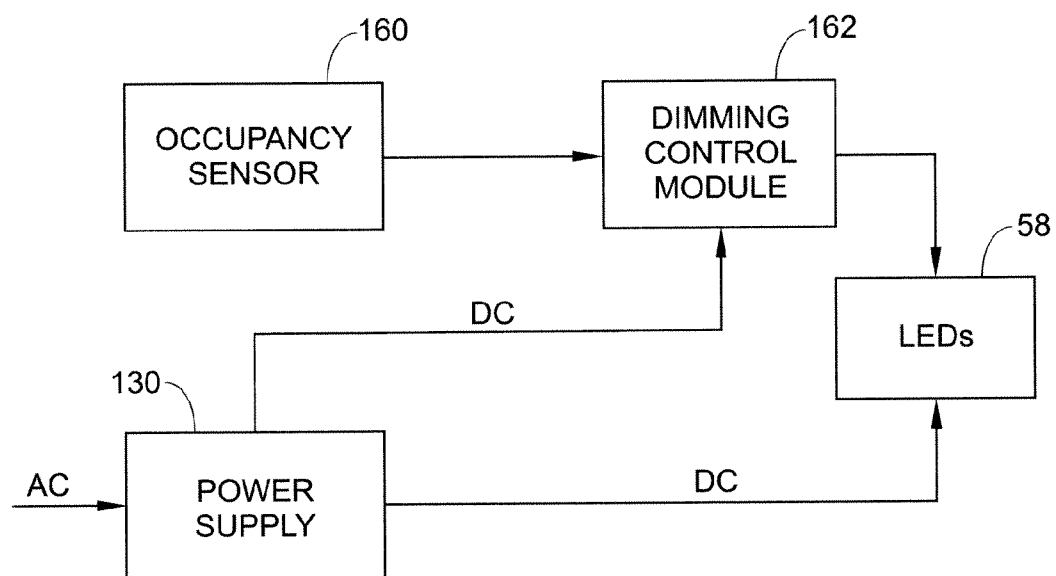 160
162
OCCUPANCY
SENSOR
DIMMING
CONTROL
MODULE
58
LEDs
DC
130
AC
POWER
SUPPLY
DC